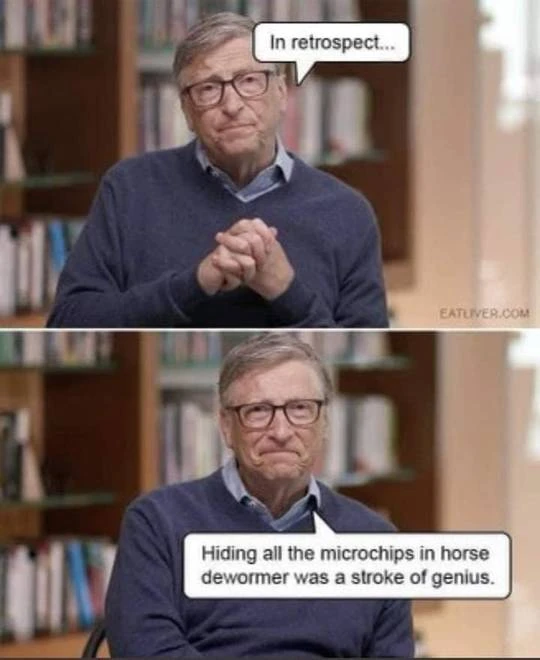 In retrospect...
EATLIVER.COM
Hiding all the microchips in horse
dewormer was a stroke of genius.